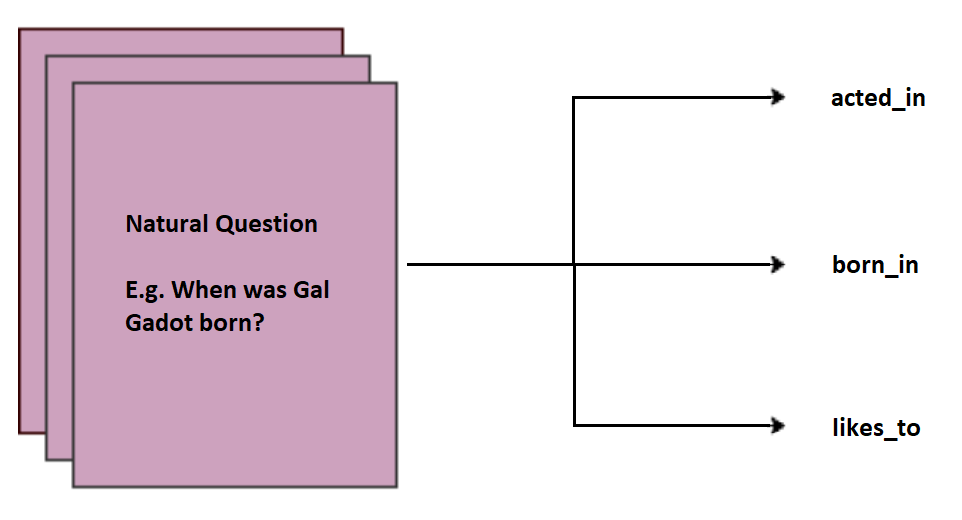 Natural Question
E.g. When was Gal
Gadot born?
acted_in
born_in
likes_to